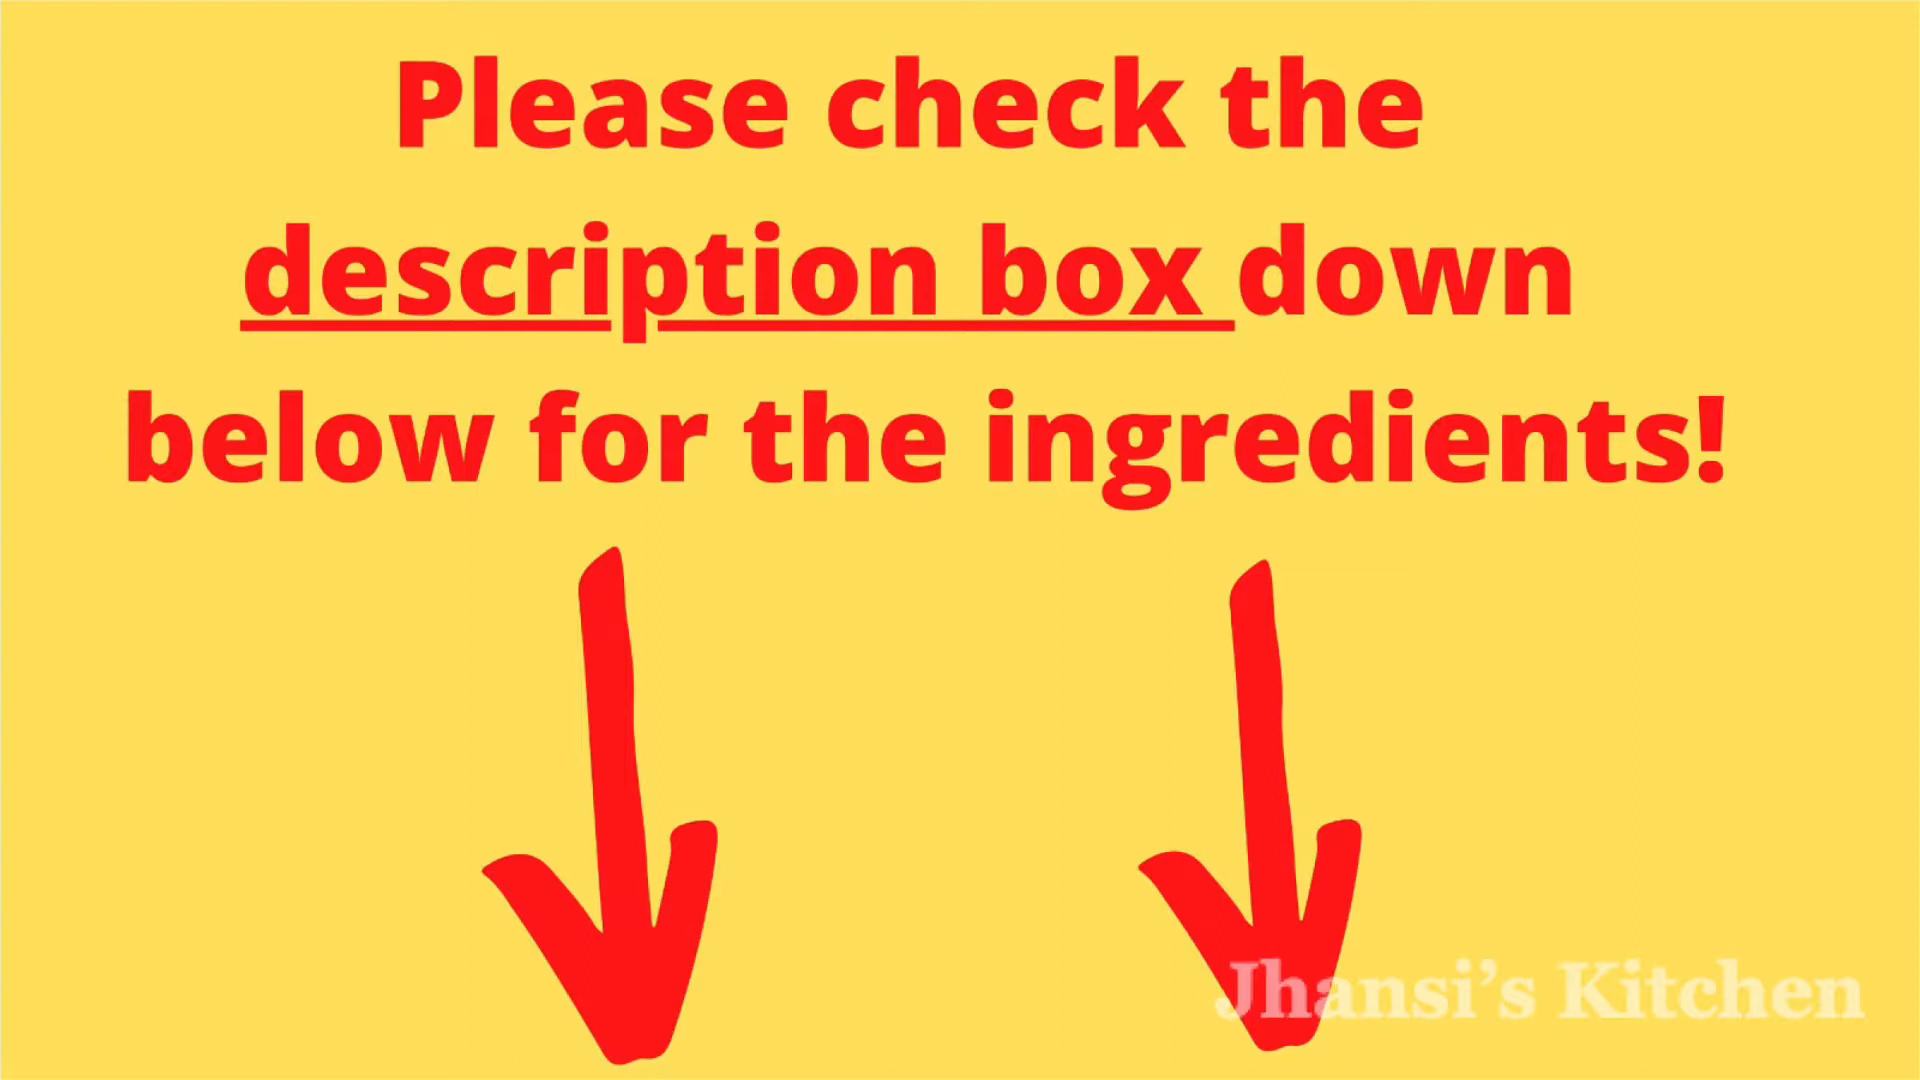 Please check the
description box down
below for the ingredients!
Jhansi's Kitchen